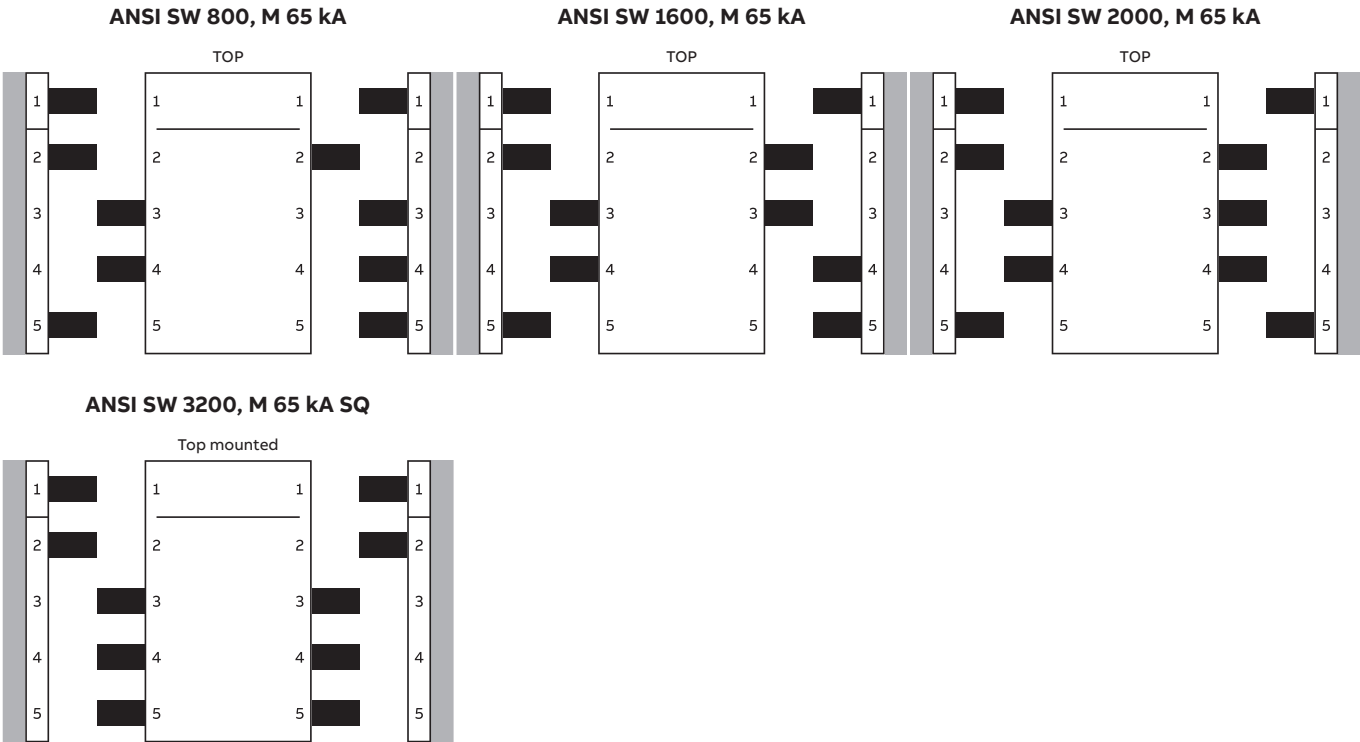 ANSI SW 800, M 65 kA ANSI SW 1600, M 65 kA ANSI SW 2000, M 65 kA
TOP TOP TOP
1 1 1 1 1 1 1 1 1 1 1 1
2 2 2 2 2 2 2 2 2 2 2 2
3 3 3 3 3 3 3 3 3 3 3 3
4 4 4 4 4 4 4 4 4 4 4 4
5 5 5 5 5 5 5 5 5 5 5 5
ANSI SW 3200, M 65 kA SQ
Top mounted
1 1 1 1
2 2 2 2
3 3 3 3
4 4 4 4
5 5 5 5